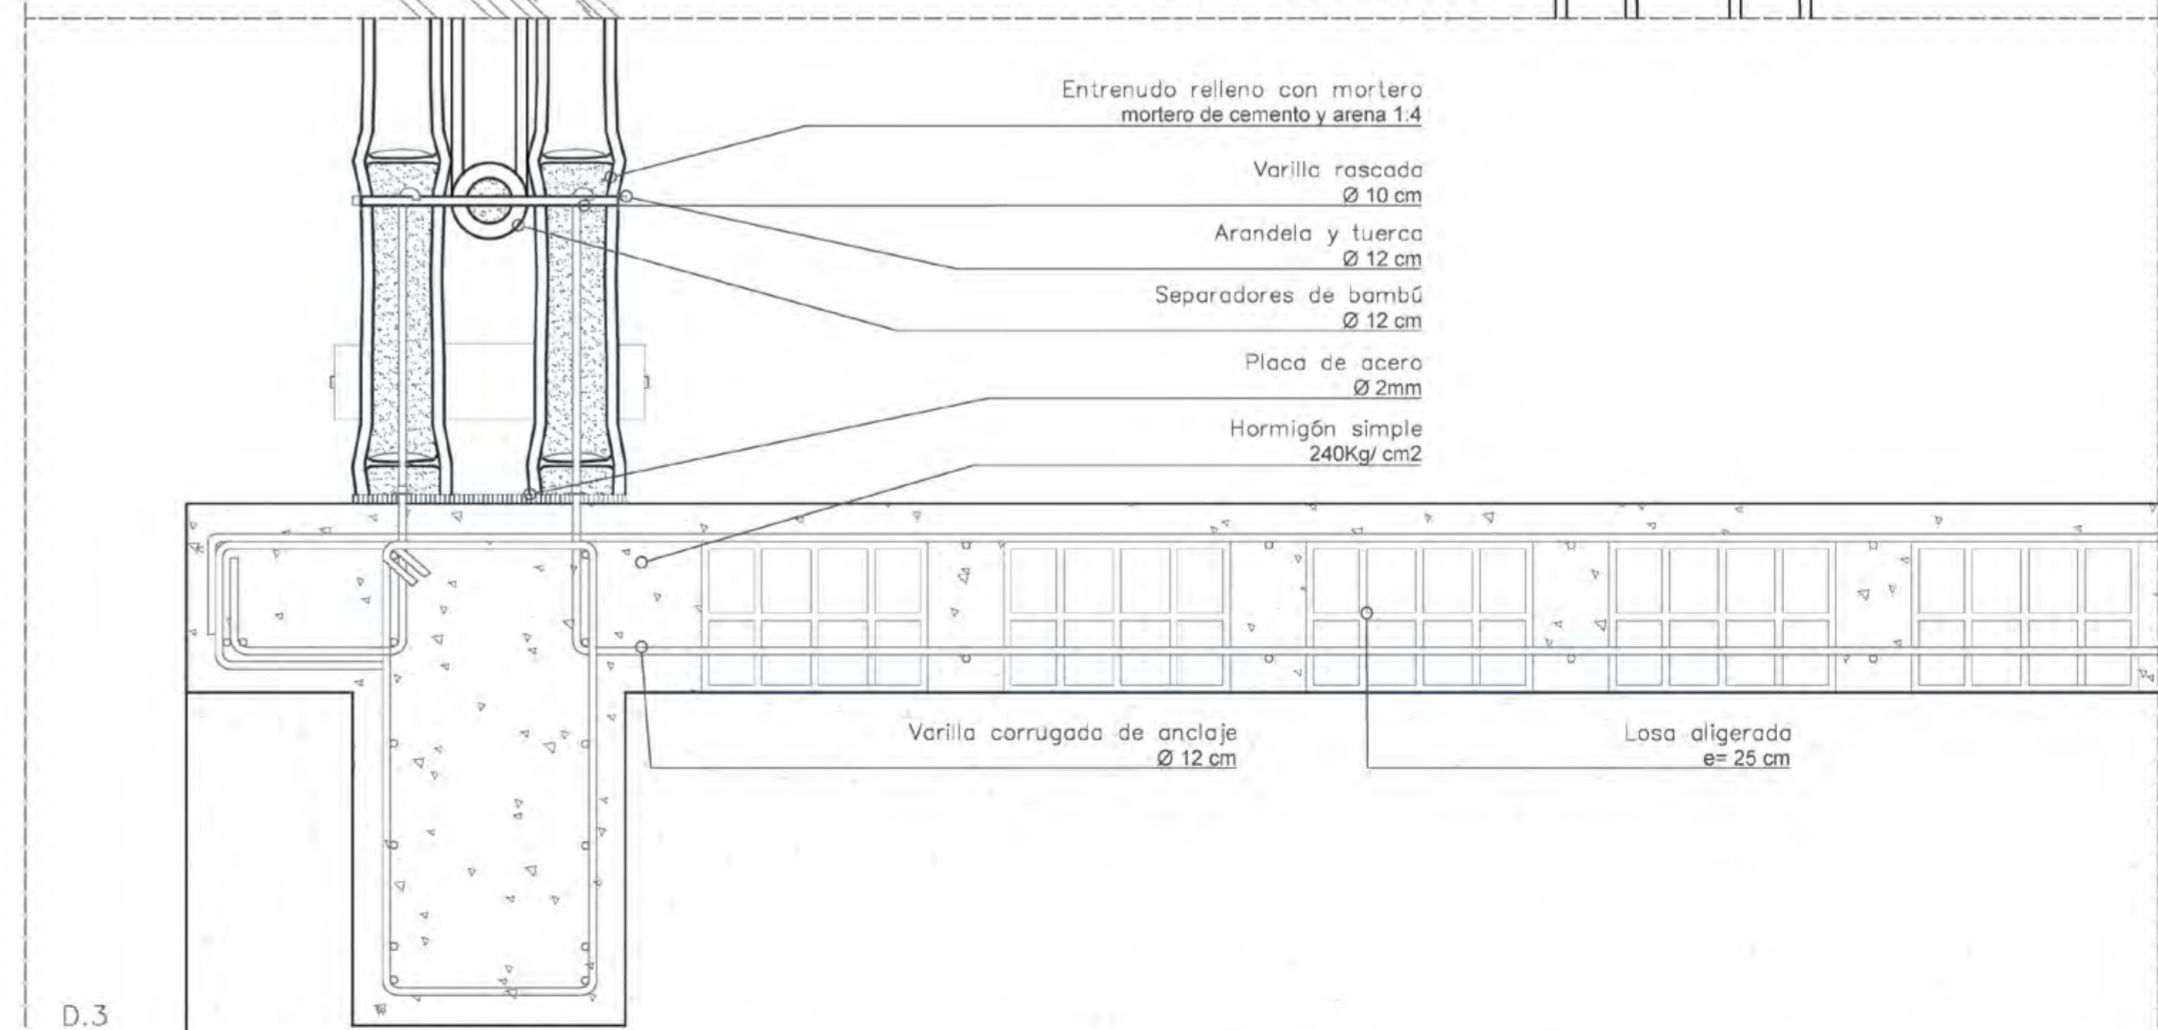 Entrenudo relleno con mortero
mortero de cemento y arena 1:4
Varilla rascada
Ø 10 cm
Arandela y tuerca
Ø 12 cm
Separadores de bambú
Ø 12 cm
Placa de acero
Ø 2mm
Hormigón simple
240Kg/ cm2
Varilla corrugada de anclaje
Ø 12 cm
Losa aligerada
e= 25 cm
D.3